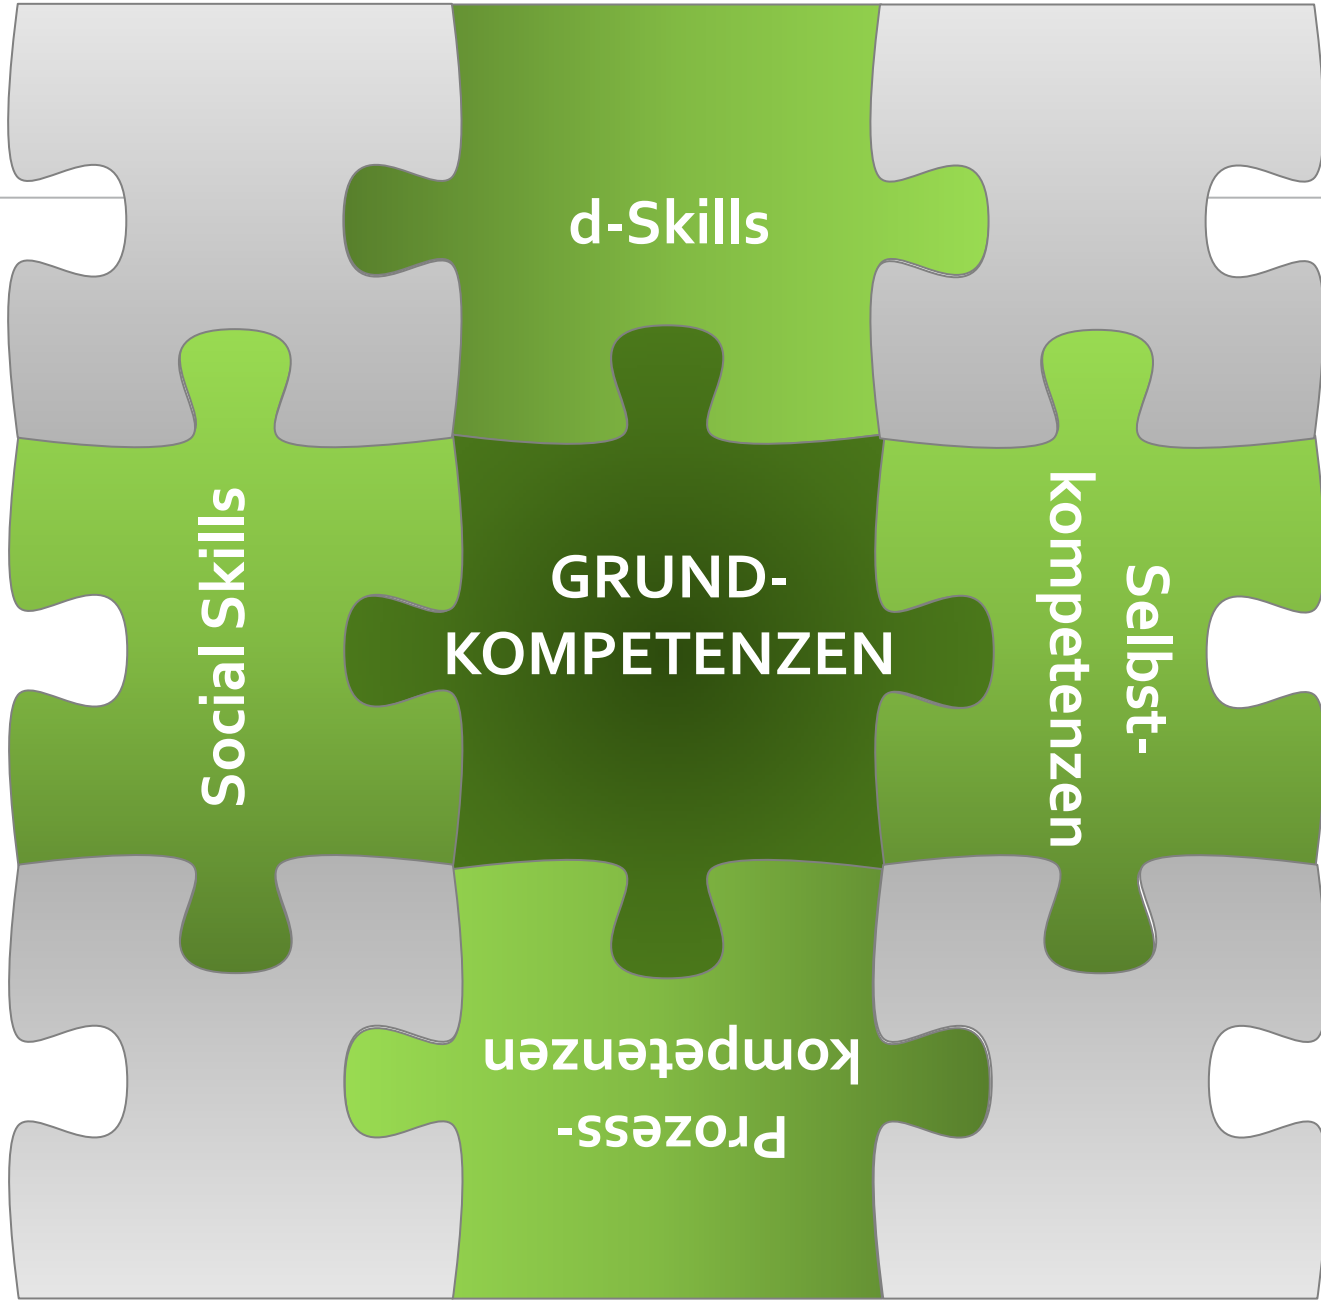 d-Skills
Social Skills
GRUND-
KOMPETENZEN
Selbst-
kompetenzen
Prozess-
kompetenzen